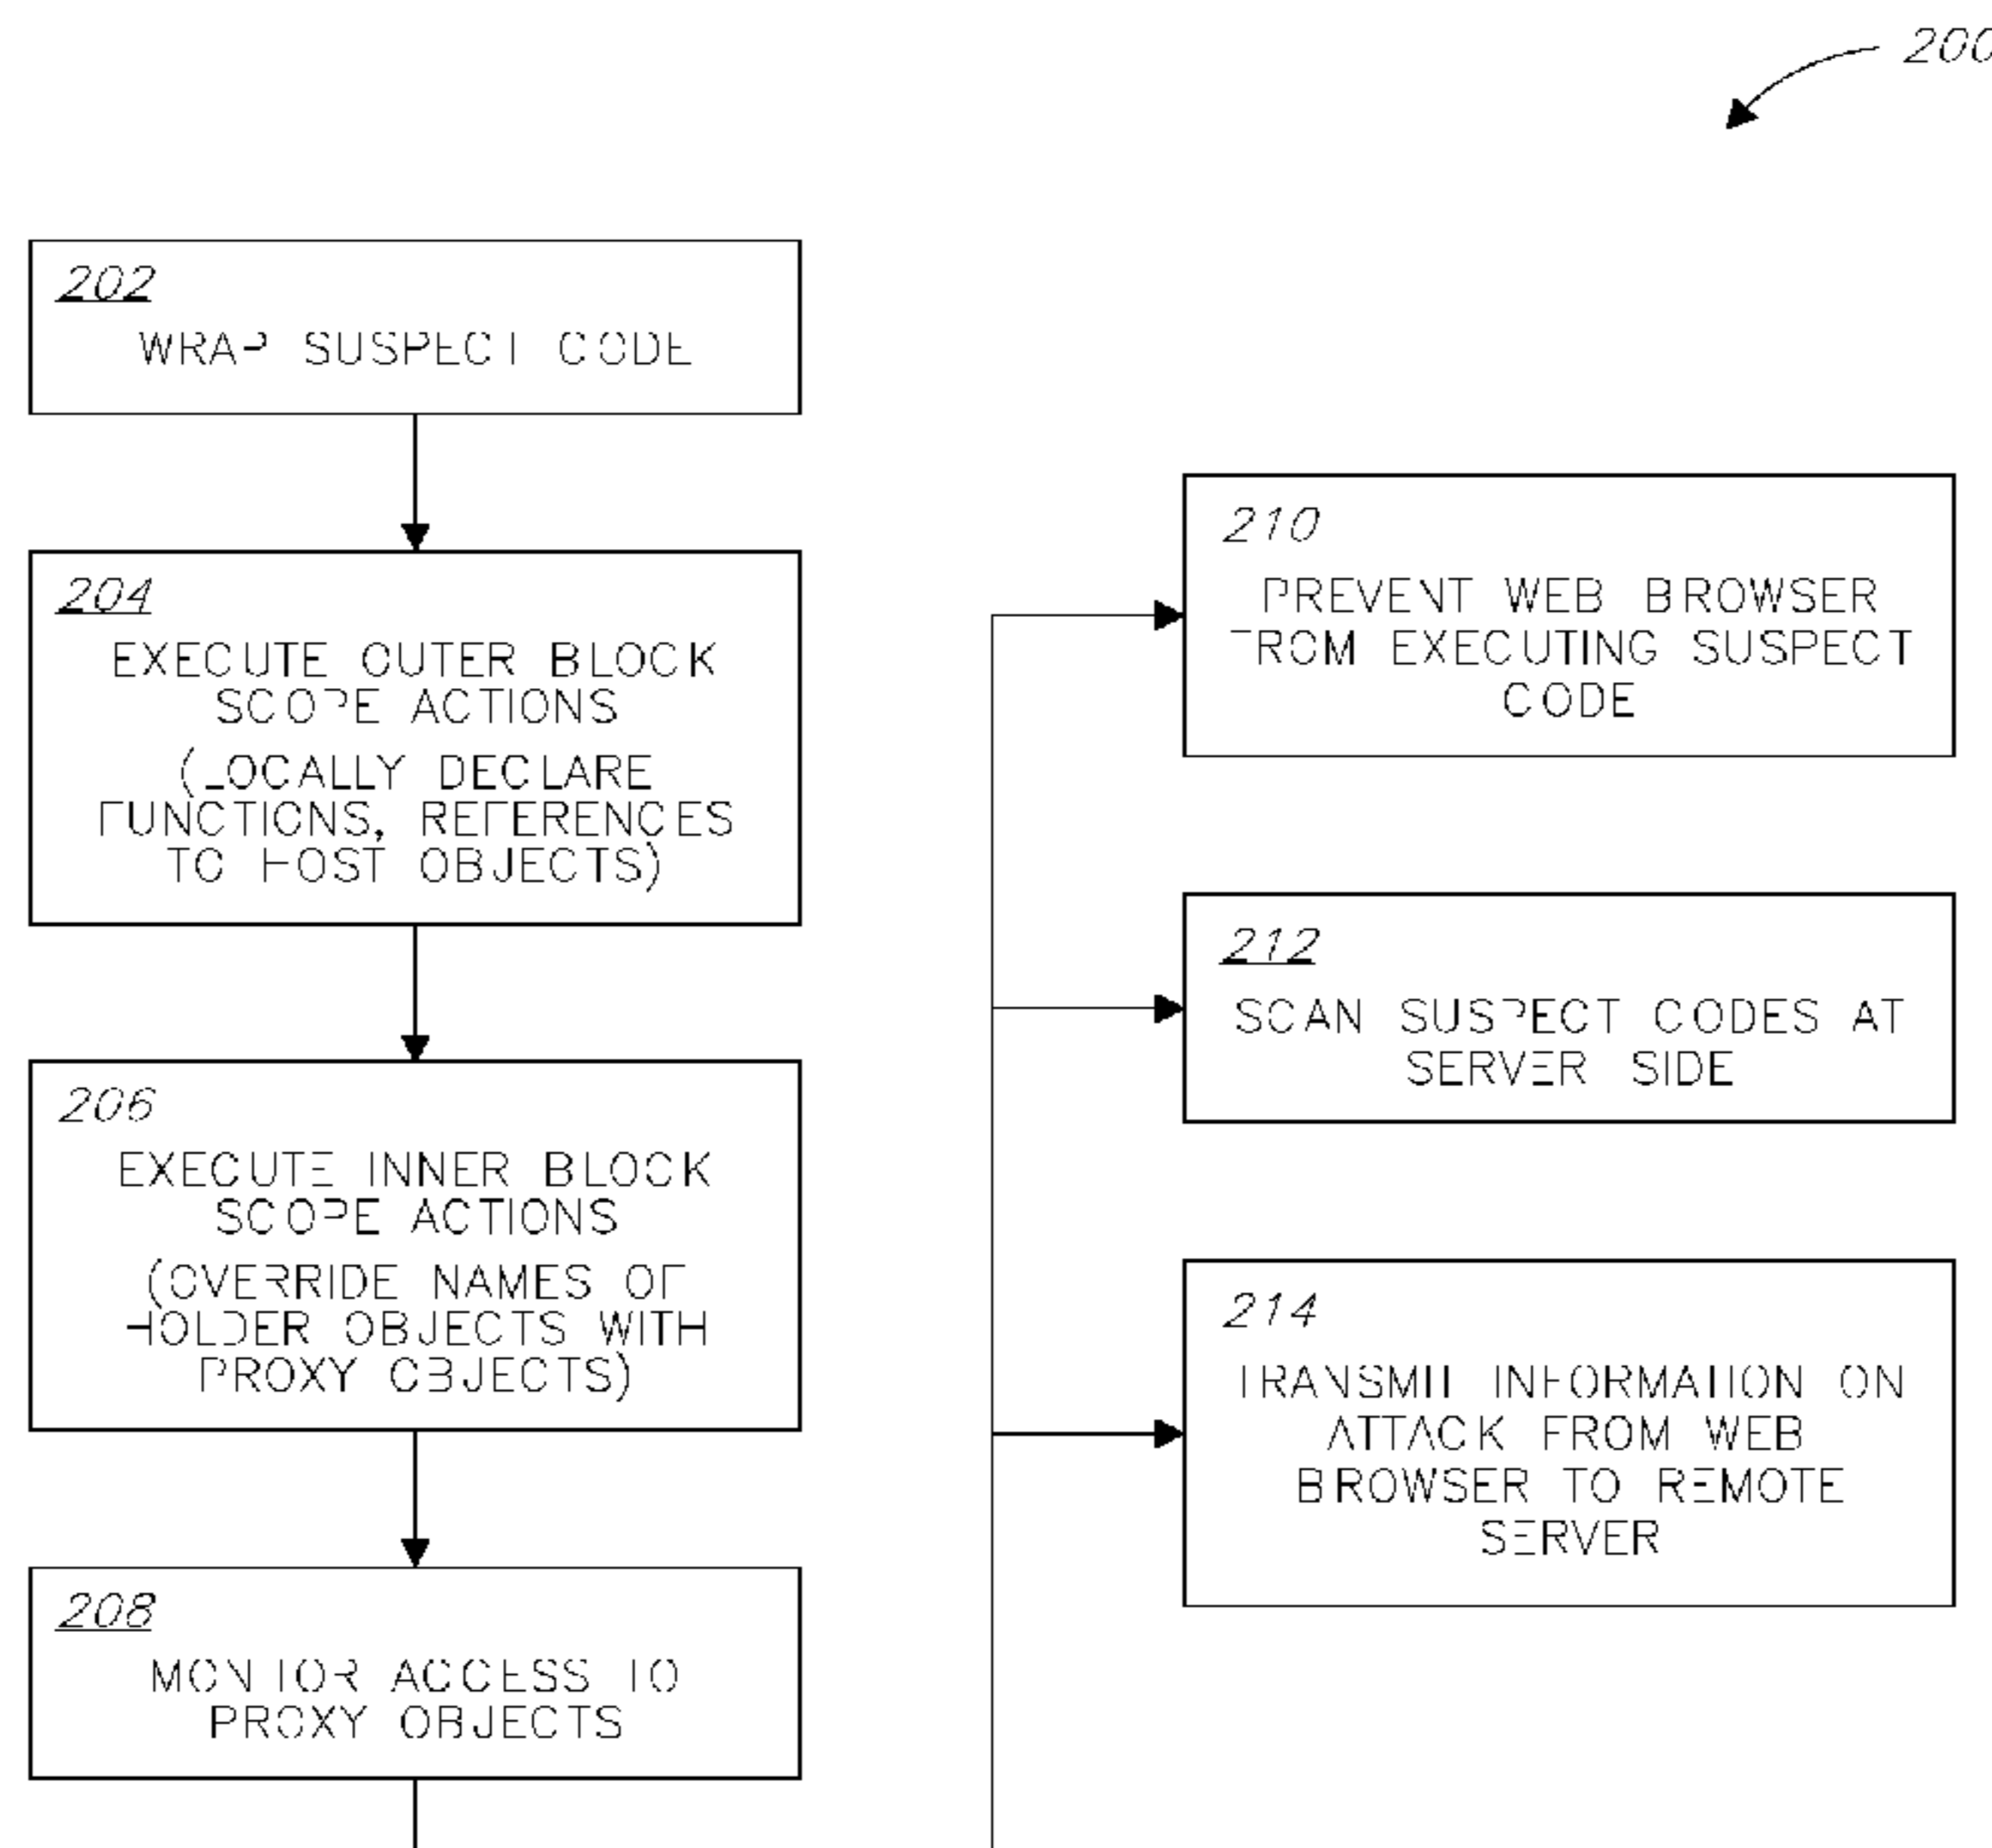 200
202
WRAP SUSPECT CODE
204
EXECUTE OUTER BLOCK
SCOPE ACTIONS
(LOCALLY DECLARE
FUNCTIONS, REFERENCES
TO HOST OBJECTS)
206
EXECUTE INNER BLOCK
SCOPE ACTIONS
(OVERRIDE NAMES OF
HOLDER OBJECTS WITH
PROXY OBJECTS)
208
MONITOR ACCESS TO
PROXY OBJECTS
210
PREVENT WEB BROWSER
FROM EXECUTING SUSPECT
CODE
212
SCAN SUSPECT CODES AT
SERVER SIDE
214
TRANSMIT INFORMATION ON
ATTACK FROM WEB
BROWSER TO REMOTE
SERVER